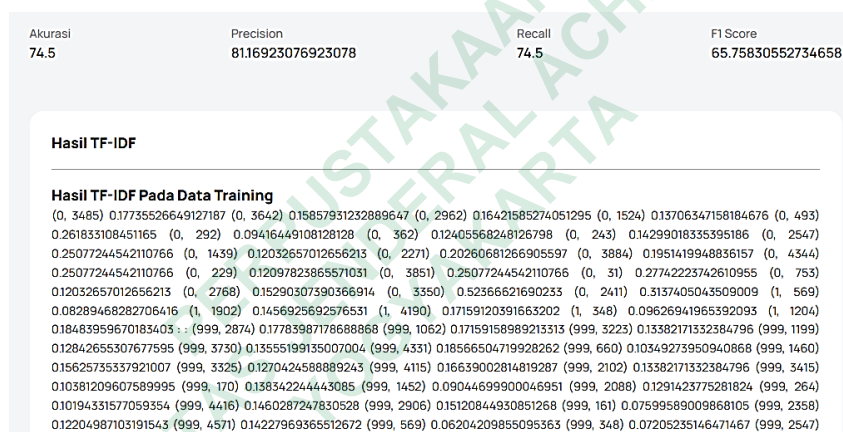 Akurasi Precision Recall F1 Score
74.5 81.16923076923078 74.5 65.75830552734658
Hasil TF-IDF
Hasil TF-IDF Pada Data Training
(0, 3485) 0.17735526649127187 (0, 3642) 0.15857931232889647 (0, 2962) 0.16421585274051295 (0, 1524) 0.13706347158184676 (0, 493)
0.261833108451165 (0, 292) 0.09416449108128128 (0, 362) 0.12405568248126798 (0, 243) 0.14299018335395186 (0, 2547)
0.25077244542110766 (0, 1439) 0.12032657012656213 (0, 2271) 0.20260681266905597 (0, 3884) 0.1951419948836157 (0, 4344)
0.25077244542110766 (0, 229) 0.12097823865571031 (0, 3851) 0.25077244542110766 (0, 31) 0.27742223742610955 (0, 753)
0.12032657012656213 (0, 2768) 0.15290307390366914 (0, 3350) 0.52366621690233 (0, 2411) 0.3137405043509009 (1, 569)
0.08289468282706416 (1, 1902) 0.1456925692576531 (1, 4190) 0.17159120391663202 (1, 348) 0.09626941965392093 (1, 1204)
0.18483959670183403 : : (999, 2874) 0.17783987178688868 (999, 1062) 0.17159158989213313 (999, 3223) 0.13382171332384796 (999, 1199)
0.12842655307677595 (999, 3730) 0.13555199135007004 (999, 4331) 0.18566504719928262 (999, 660) 0.10349273950940868 (999, 1460)
0.15625735337921007 (999, 3325) 0.1270424588889243 (999, 4115) 0.16639002814819287 (999, 2102) 0.13382171332384796 (999, 3415)
0.10381209607589995 (999, 170) 0.138342244443085 (999, 1452) 0.09044699900046951 (999, 2088) 0.1291423775281824 (999, 264)
0.10194331577059354 (999, 4416) 0.1460287247830528 (999, 2906) 0.15120844930851268 (999, 161) 0.07599589009868105 (999, 2358)
0.12204987103191543 (999, 4571) 0.14227969365512672 (999, 569) 0.06204209855095363 (999, 348) 0.07205235146471467 (999, 2547)
PERPUSTAKAAN
JENDERAL ACH
YOGYAKARTA